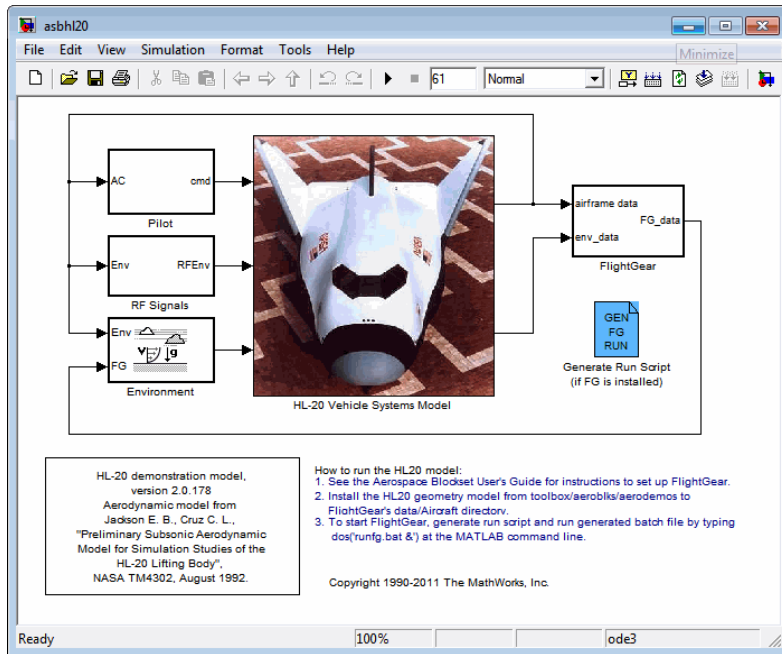 asbhl20
Minimize
File Edit View Simulation Format Tools Help
61 Normal
AC cmd
Pilot
Env RFEnv
RF Signals
Env
V g
FG
Environment
HL-20 Vehicle Systems Model
airframe data
FG_data
env_data
FlightGear
GEN
FG
RUN
Generate Run Script
(if FG is installed)
HL-20 demonstration model,
version 2.0.178
Aerodynamic model from
Jackson E. B., Cruz C. L.,
"Preliminary Subsonic Aerodynamic
Model for Simulation Studies of the
HL-20 Lifting Body",
NASA TM4302, August 1992.
How to run the HL20 model:
1. See the Aerospace Blockset User's Guide for instructions to set up FlightGear.
2. Install the HL20 geometry model from toolbox/aeroblks/aerodemos to
FlightGear's data/Aircraft directory.
3. To start FlightGear, generate run script and run generated batch file by typing
dos('runfg.bat &') at the MATLAB command line.
Copyright 1990-2011 The MathWorks, Inc.
Ready 100% ode3